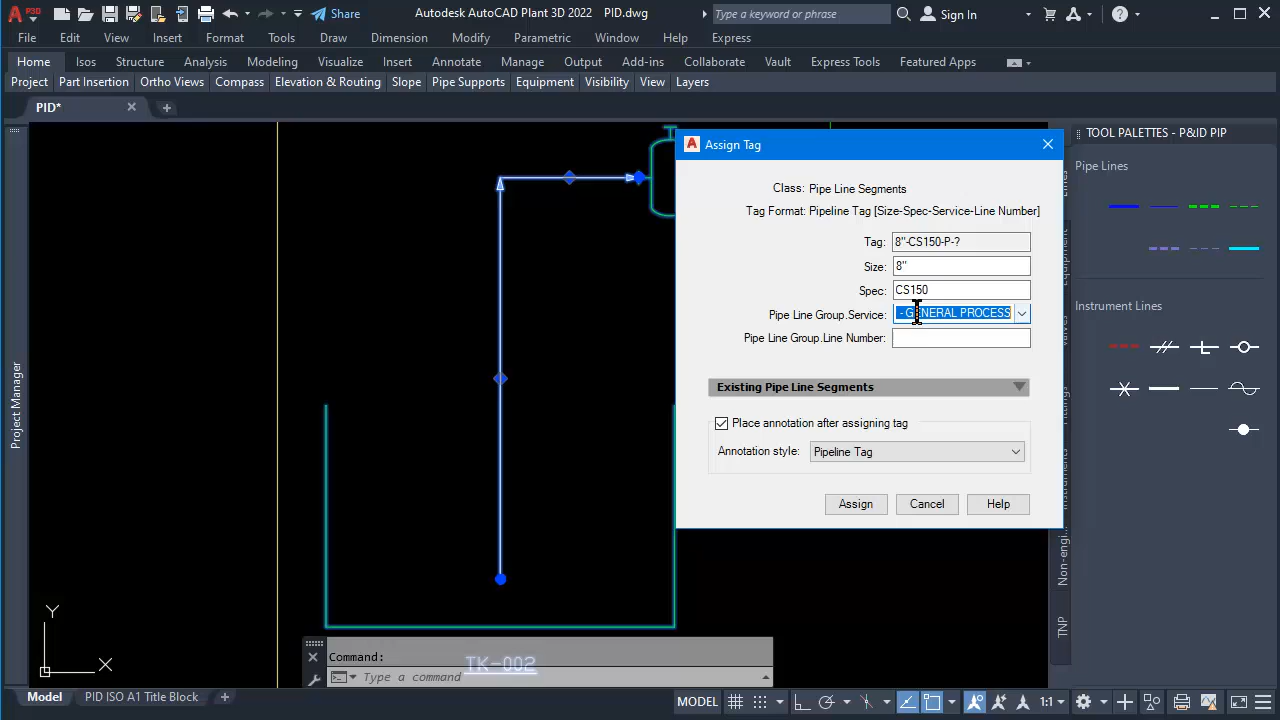 A P3D
Share
Autodesk AutoCAD Plant 3D 2022 PID.dwg
Type a keyword or phrase
Sign In
File Edit View Insert Format Tools Draw Dimension Modify Parametric Window Help Express
Home Isos Structure Analysis Modeling Visualize Insert Annotate Manage Output Add-ins Collaborate Vault Express Tools Featured Apps
Project Part Insertion Ortho Views Compass Elevation & Routing Slope Pipe Supports Equipment Visibility View Layers
PID*
Project Manager
Assign Tag
Class: Pipe Line Segments
Tag Format: Pipeline Tag [Size-Spec-Service-Line Number]
Tag: 8"-CS150-P-?
Size: 8"
Spec: CS150
Pipe Line Group.Service: - GENERAL PROCESS
Pipe Line Group.Line Number:
Existing Pipe Line Segments
Place annotation after assigning tag
Annotation style: Pipeline Tag
Assign Cancel Help
TOOL PALETTES - P&ID PIP
Pipe Lines
Instrument Lines
Non-engi...
TNP
Y
X
Command:
TK-002
Type a command
Model PID ISO A1 Title Block
MODEL
1:1